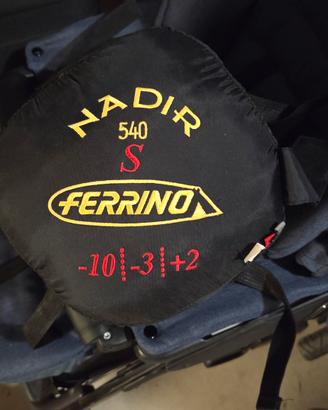 NADIR
540
S
FERRINO
-10 -3 +2